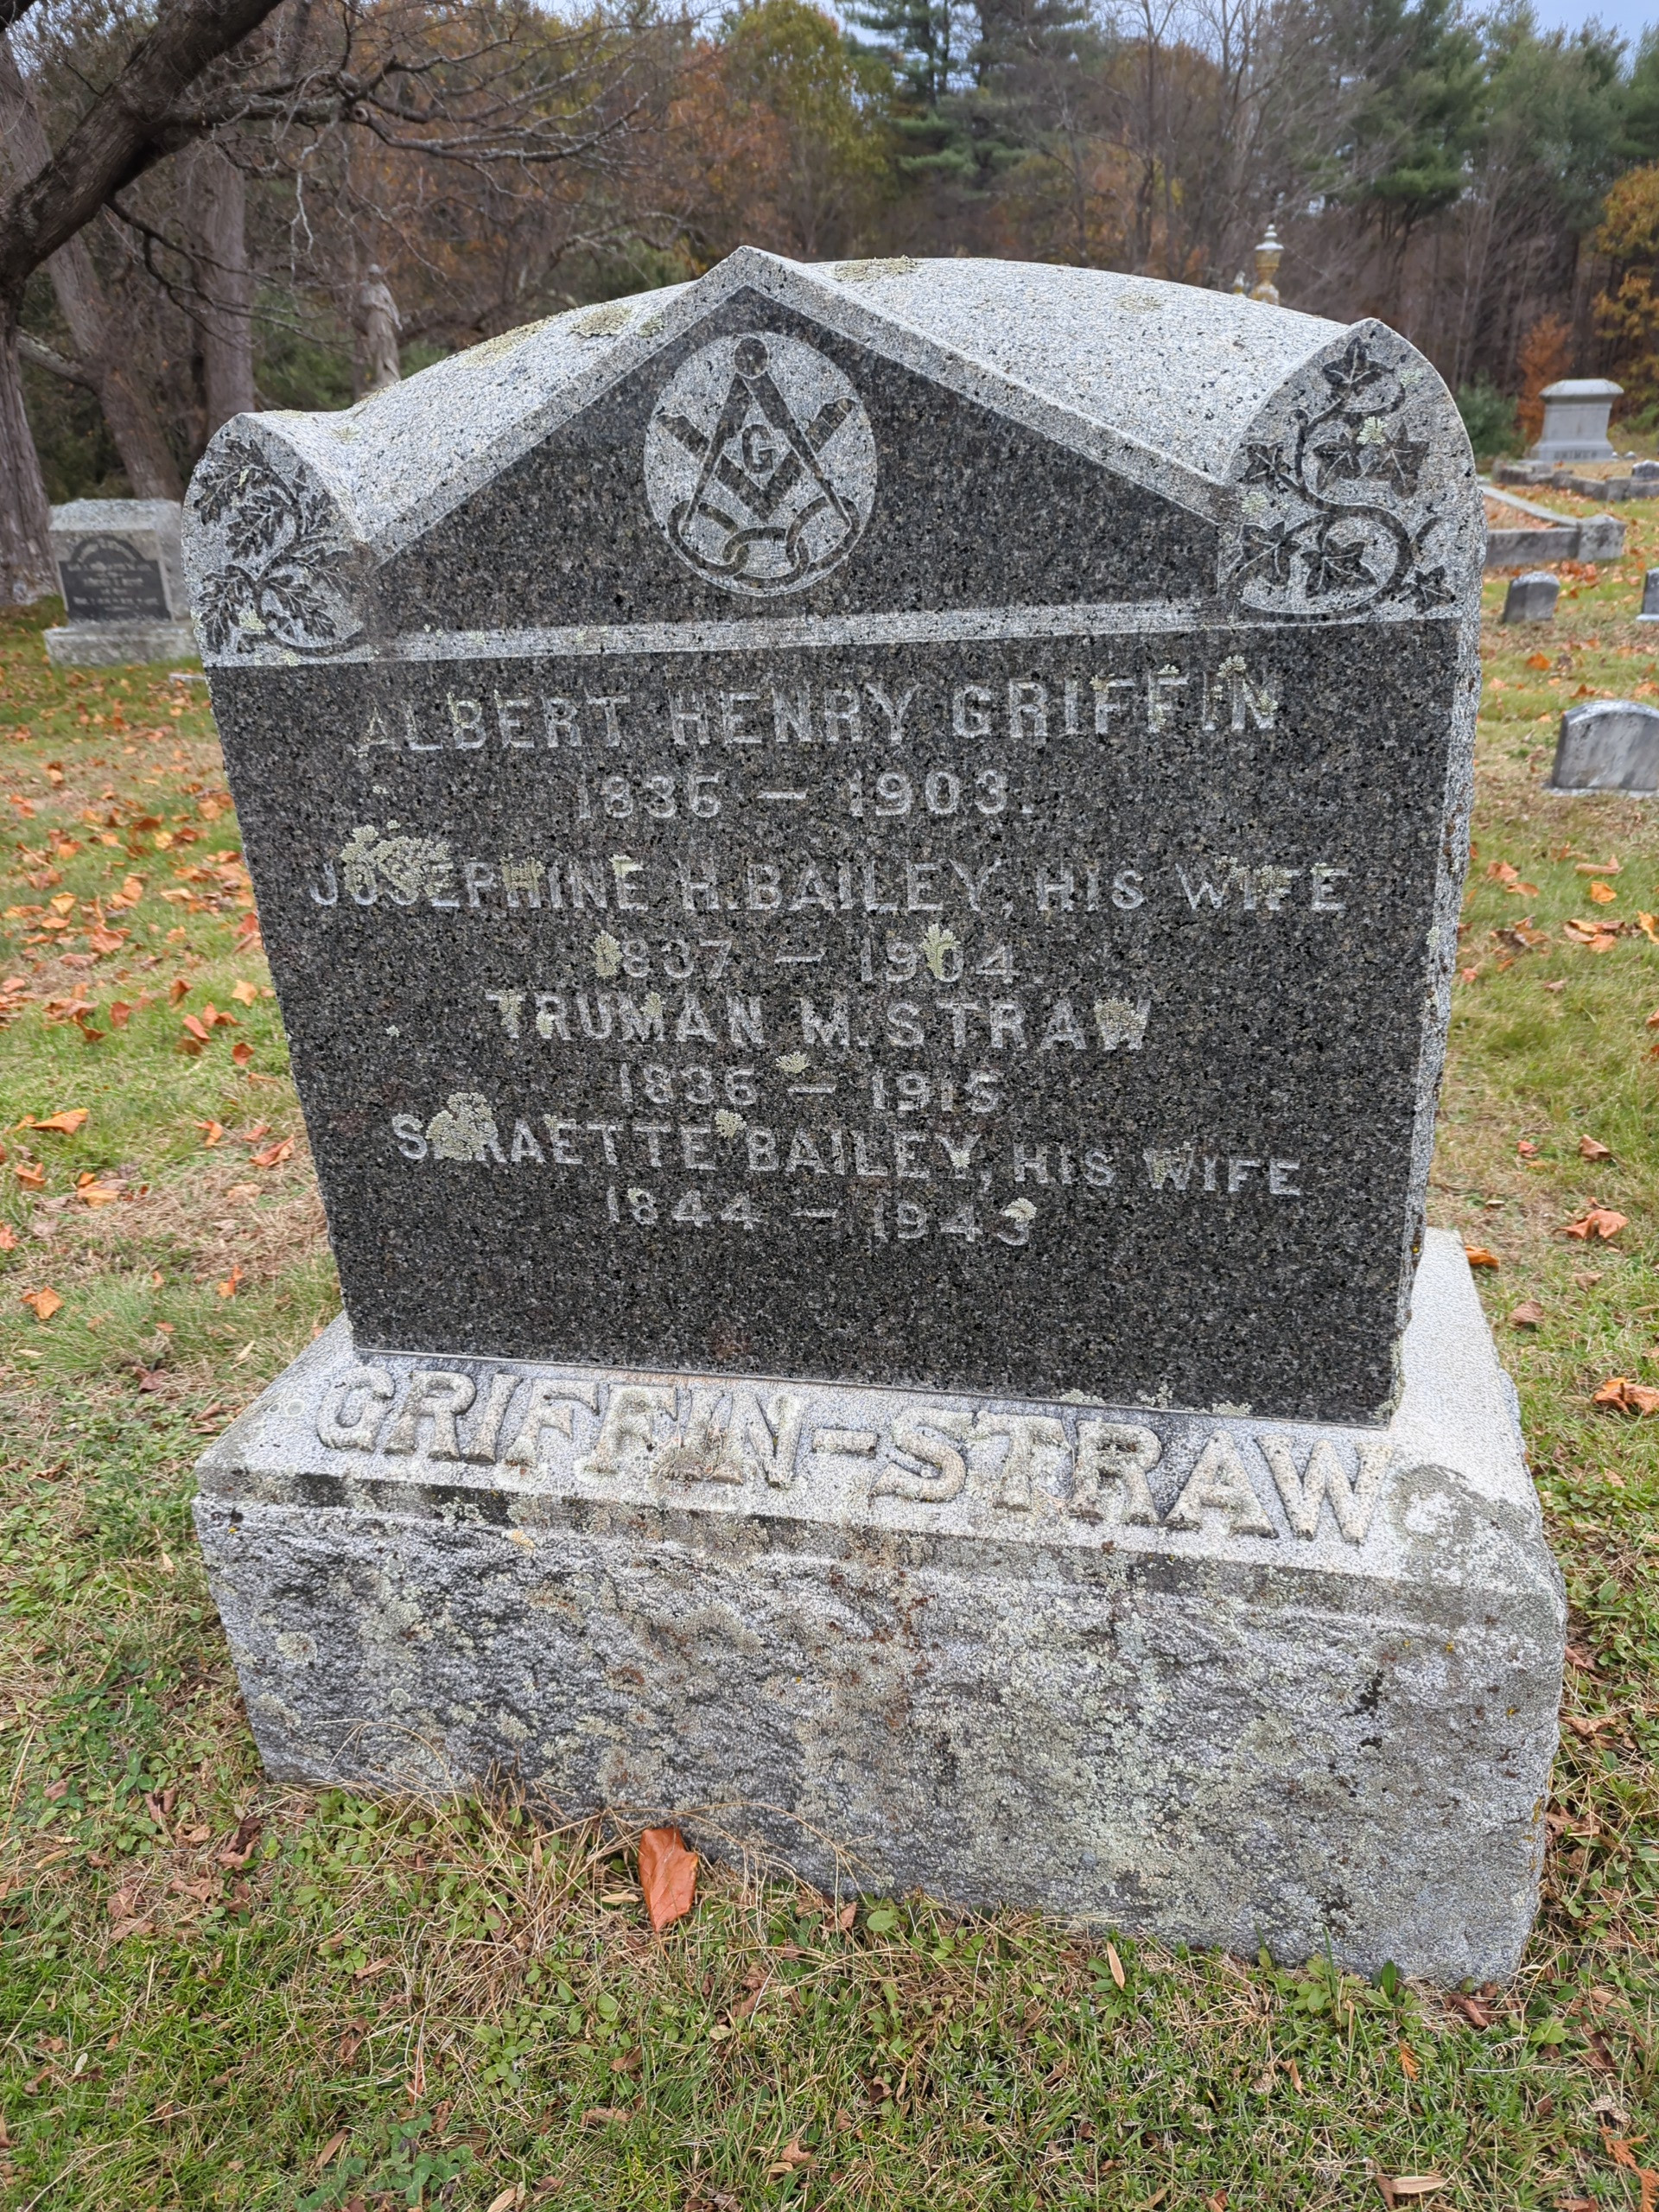 G
ALBERT HENRY GRIFFIN
1836 — 1903.
JOSEPHINE H. BAILEY, HIS WIFE
1837 — 1904.
TRUMAN M. STRAW
1836 — 1915
SARAETTE BAILEY, HIS WIFE
1844 — 1943
GRIFFIN-STRAW